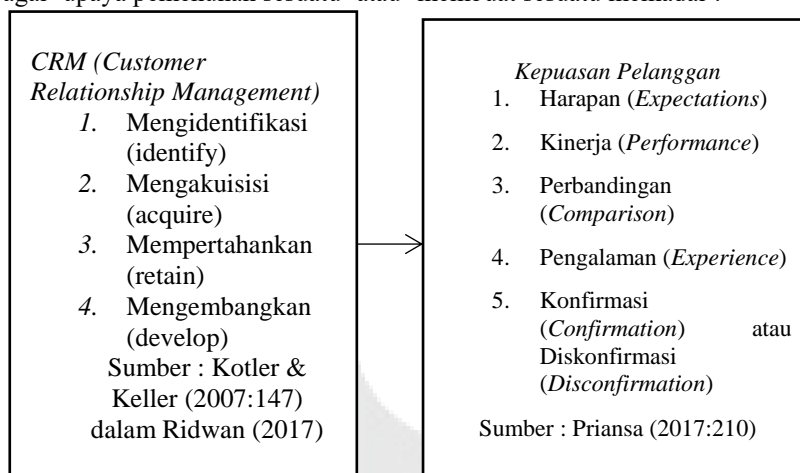 CRM (Customer
Relationship Management)
1. Mengidentifikasi
(identify)
2. Mengakuisisi
(acquire)
3. Mempertahankan
(retain)
4. Mengembangkan
(develop)
Sumber : Kotler &
Keller (2007:147)
dalam Ridwan (2017)
Kepuasan Pelanggan
1. Harapan (Expectations)
2. Kinerja (Performance)
3. Perbandingan
(Comparison)
4. Pengalaman (Experience)
5. Konfirmasi
(Confirmation) atau
Diskonfirmasi
(Disconfirmation)
Sumber : Priansa (2017:210)